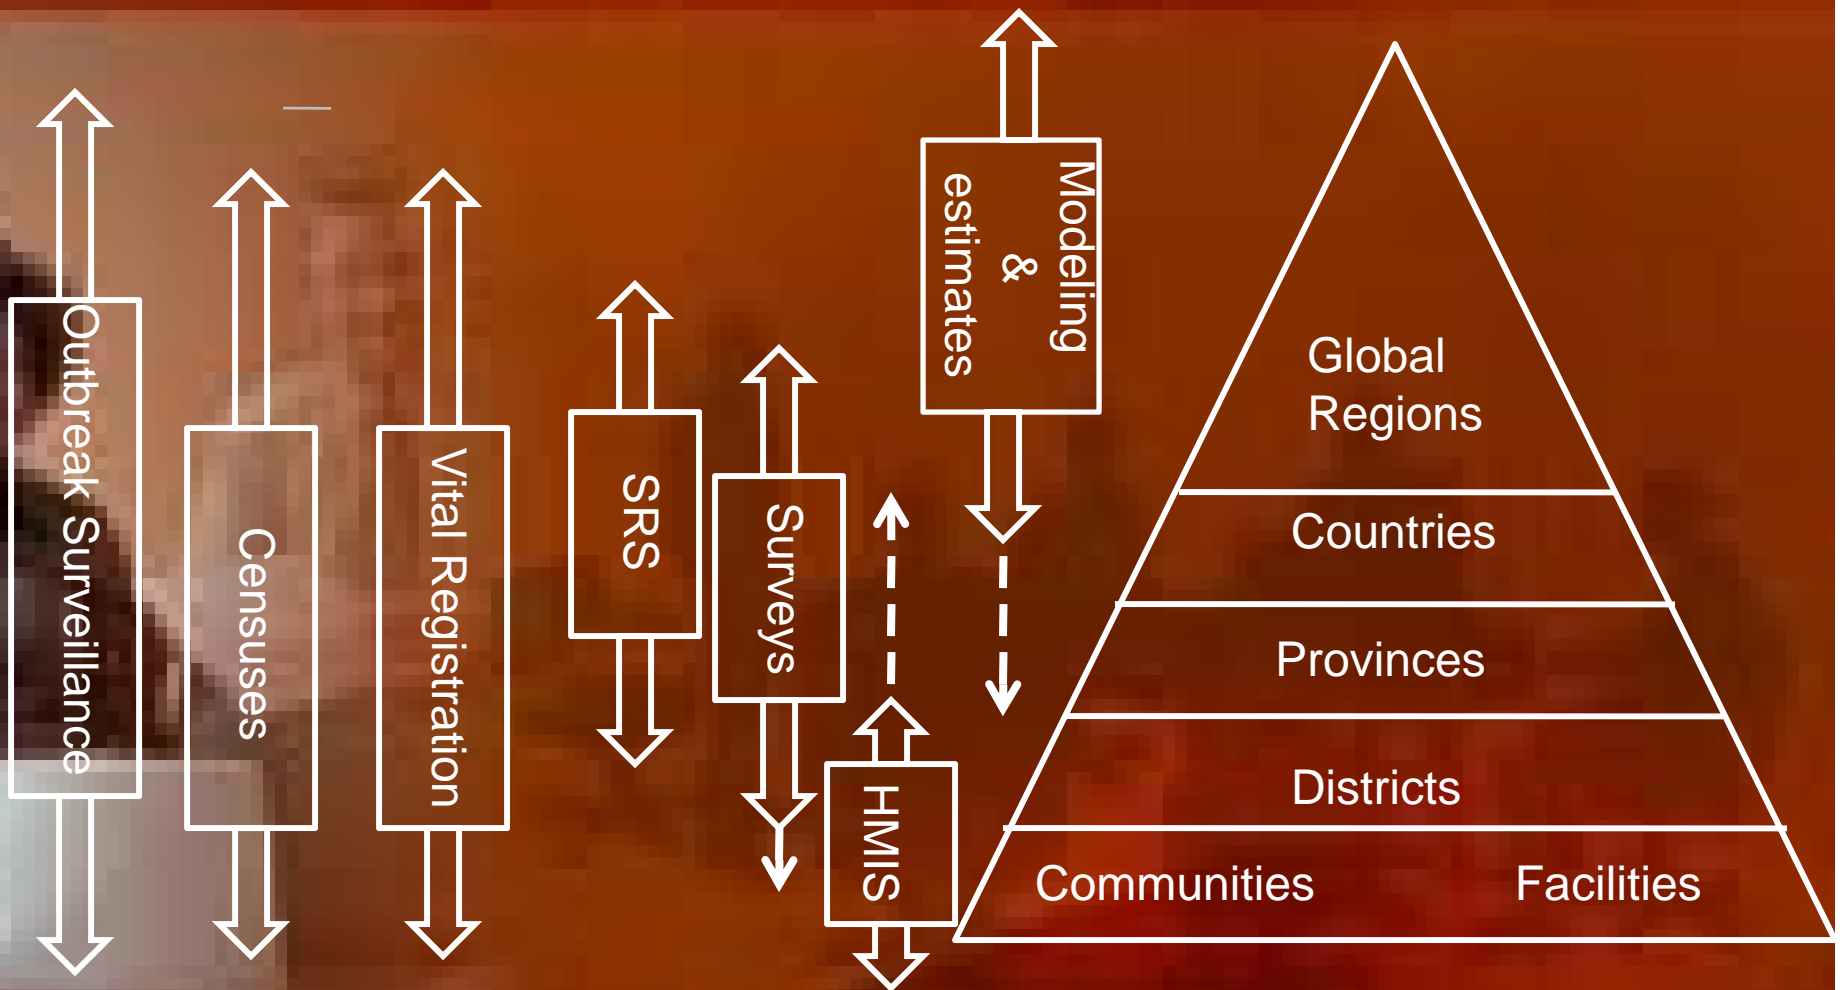 Outbreak Surveillance
Censuses
Vital Registration
SRS
Surveys
HMIS
Modeling
&
estimates
Global
Regions
Countries
Provinces
Districts
Communities
Facilities